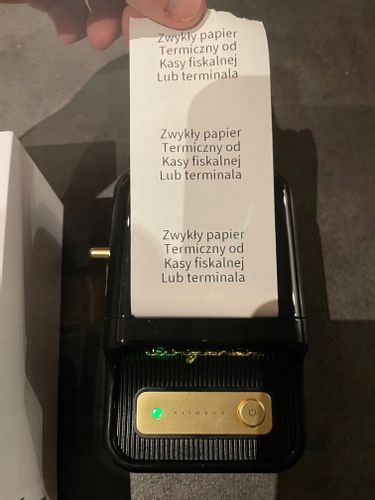 Zwykły papier
Termiczny od
Kasy fiskalnej
Lub terminala
Zwykły papier
Termiczny od
Kasy fiskalnej
Lub terminala
Zwykły papier
Termiczny od
Kasy fiskalnej
Lub terminala